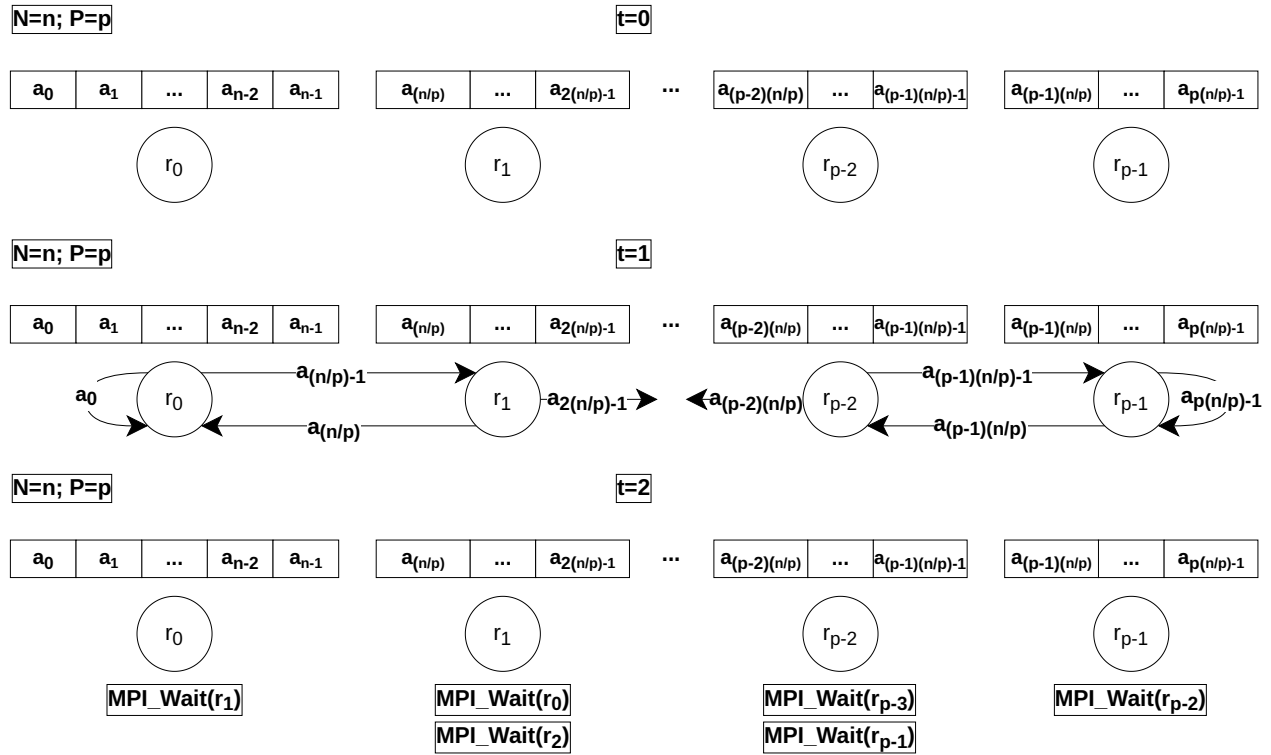 N=n; P=p t=0
a0 a1 ... an-2 an-1 a(n/p) ... a2(n/p)-1 ... a(p-2)(n/p) ... a(p-1)(n/p)-1 a(p-1)(n/p) ... ap(n/p)-1
r0 r1 rp-2 rp-1
N=n; P=p t=1
a0 a1 ... an-2 an-1 a(n/p) ... a2(n/p)-1 ... a(p-2)(n/p) ... a(p-1)(n/p)-1 a(p-1)(n/p) ... ap(n/p)-1
a(n/p)-1 a(p-1)(n/p)-1
a0 r0 r1 a2(n/p)-1 a(p-2)(n/p) rp-2 rp-1 ap(n/p)-1
a(n/p) a(p-1)(n/p)
N=n; P=p t=2
a0 a1 ... an-2 an-1 a(n/p) ... a2(n/p)-1 ... a(p-2)(n/p) ... a(p-1)(n/p)-1 a(p-1)(n/p) ... ap(n/p)-1
r0 r1 rp-2 rp-1
MPI_Wait(r1) MPI_Wait(r0) MPI_Wait(rp-3) MPI_Wait(rp-2)
MPI_Wait(r2) MPI_Wait(rp-1)